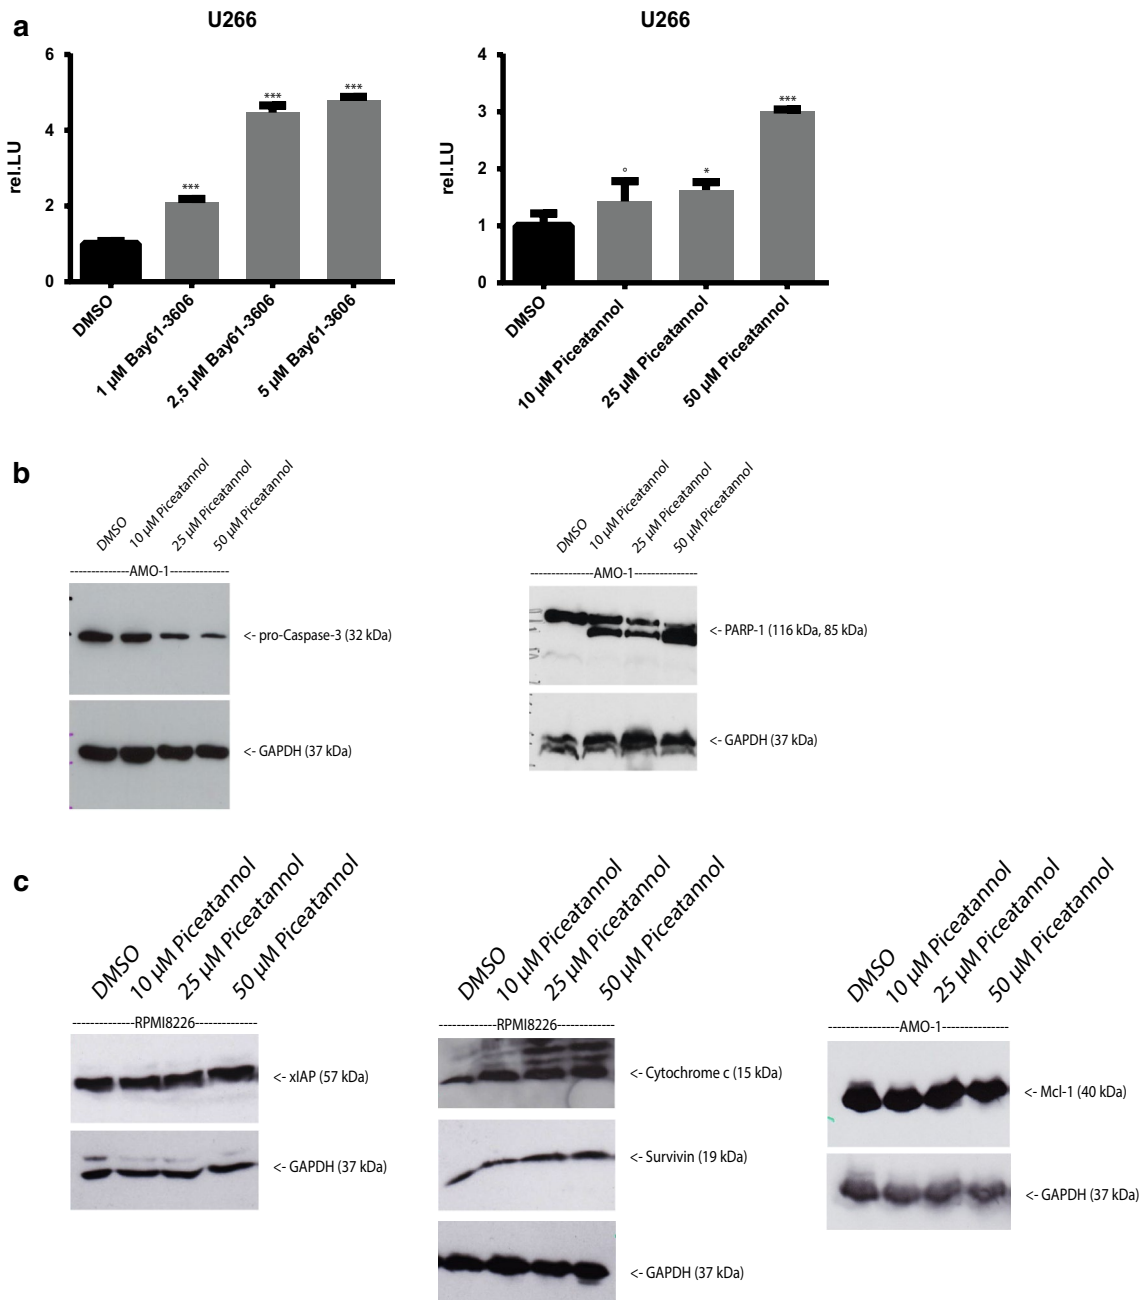 a
U266
6
4
2
0
rel.LU
***
***
***
DMSO
1 µM Bay61-3606
2,5 µM Bay61-3606
5 µM Bay61-3606
U266
4
3
2
1
0
rel.LU
°
*
***
DMSO
10 µM Piceatannol
25 µM Piceatannol
50 µM Piceatannol
b
DMSO
10 µM Piceatannol
25 µM Piceatannol
50 µM Piceatannol
--------------AMO-1--------------
<- pro-Caspase-3 (32 kDa)
<- GAPDH (37 kDa)
DMSO
10 µM Piceatannol
25 µM Piceatannol
50 µM Piceatannol
---------------AMO-1---------------
<- PARP-1 (116 kDa, 85 kDa)
<- GAPDH (37 kDa)
c
DMSO
10 µM Piceatannol
25 µM Piceatannol
50 µM Piceatannol
--------------RPMI8226--------------
<- xIAP (57 kDa)
<- GAPDH (37 kDa)
DMSO
10 µM Piceatannol
25 µM Piceatannol
50 µM Piceatannol
-------------RPMI8226-------------
<- Cytochrome c (15 kDa)
<- Survivin (19 kDa)
<- GAPDH (37 kDa)
DMSO
10 µM Piceatannol
25 µM Piceatannol
50 µM Piceatannol
----------------AMO-1----------------
<- Mcl-1 (40 kDa)
<- GAPDH (37 kDa)